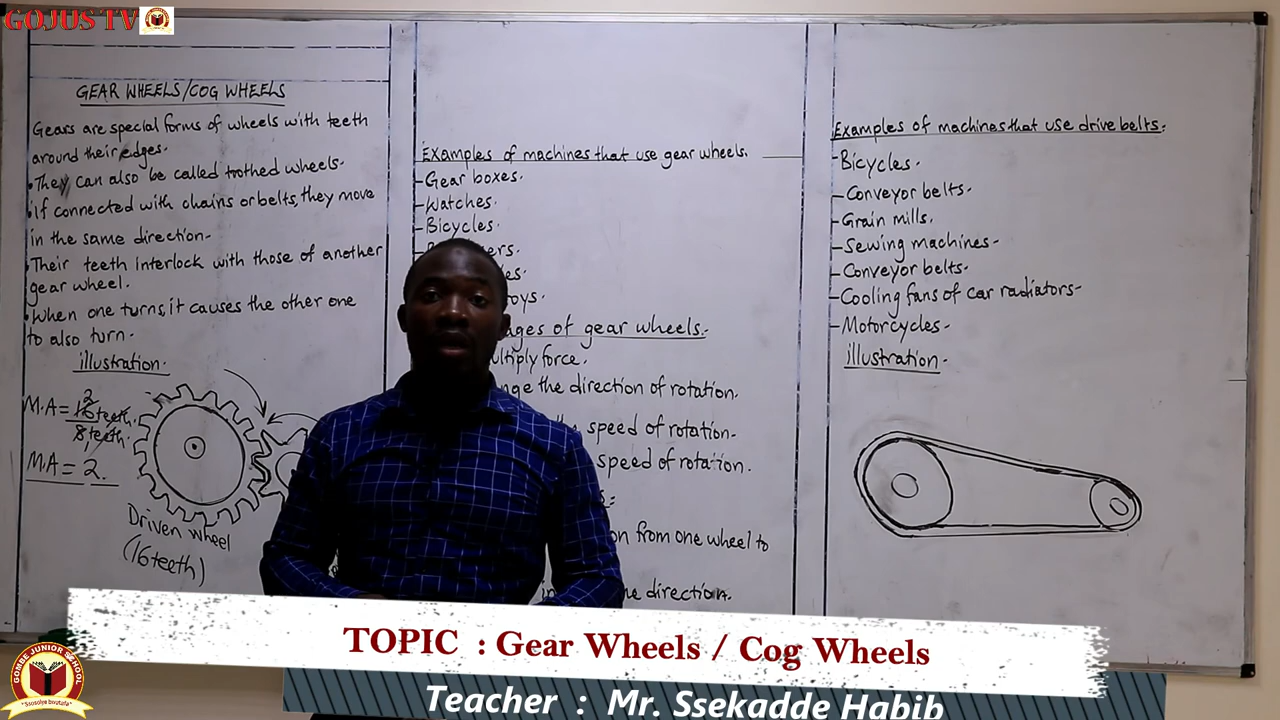 GOJUS TV
GEAR WHEELS/COG WHEELS
Gears are special forms of wheels with teeth
around their edges.
They can also be called toothed wheels.
If connected with chains or belts, they move
in the same direction.
Their teeth interlock with those of another
gear wheel.
When one turns, it causes the other one
to also turn.
illustration.
M.A = 16 teeth. 2
8 teeth. 1
M.A = 2.
Driven wheel
(16 teeth)
Examples of machines that use gear wheels.
-Gear boxes.
-Watches.
-Bicycles.
of gear wheels.
force.
the direction of rotation.
speed of rotation.
speed of rotation.
from one wheel to
direction.
Examples of machines that use drive belts.
-Bicycles.
-Conveyor belts.
-Grain mills.
-Sewing machines-
-Conveyor belts.
-Cooling fans of car radiators-
-Motorcycles-
illustration.
TOPIC : Gear Wheels / Cog Wheels
Teacher : Mr. Ssekadde Habib
GOMBE JUNIOR SCHOOL